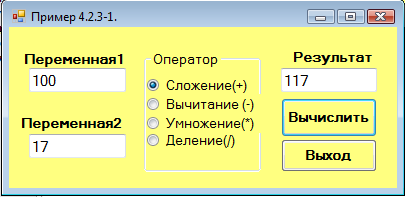 Пример 4.2.3-1.
Переменная1
100
Переменная2
17
Оператор
Сложение(+)
Вычитание (-)
Умножение(*)
Деление(/)
Результат
117
Вычислить
Выход